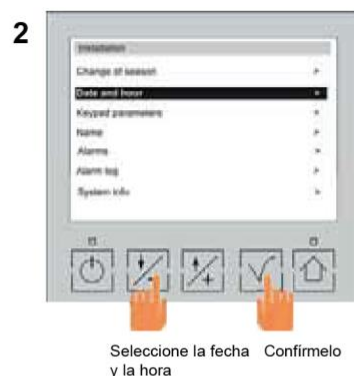 2
Installation
Change of season >
Date and hour >
Keypad parameters >
Name >
Alarms >
Alarm log >
System info >
Seleccione la fecha Confírmelo
y la hora